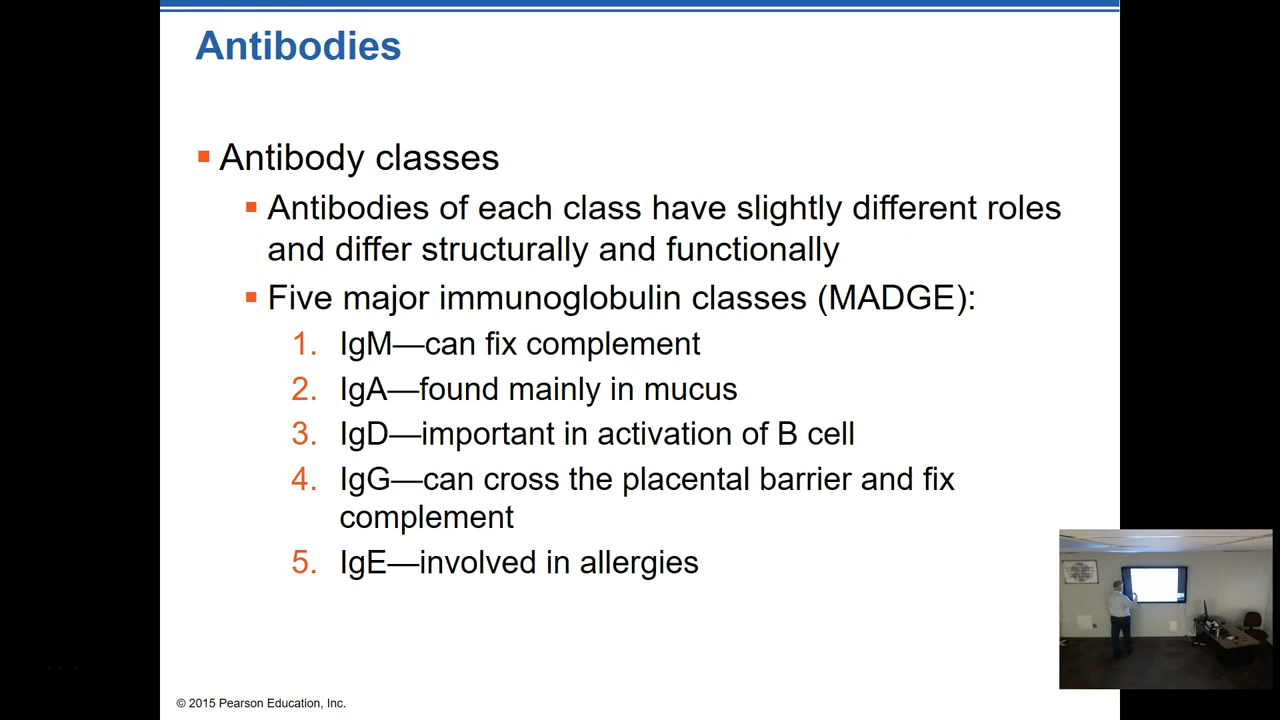 Antibodies
▪ Antibody classes
▪ Antibodies of each class have slightly different roles
and differ structurally and functionally
▪ Five major immunoglobulin classes (MADGE):
1. IgM—can fix complement
2. IgA—found mainly in mucus
3. IgD—important in activation of B cell
4. IgG—can cross the placental barrier and fix
complement
5. IgE—involved in allergies
© 2015 Pearson Education, Inc.